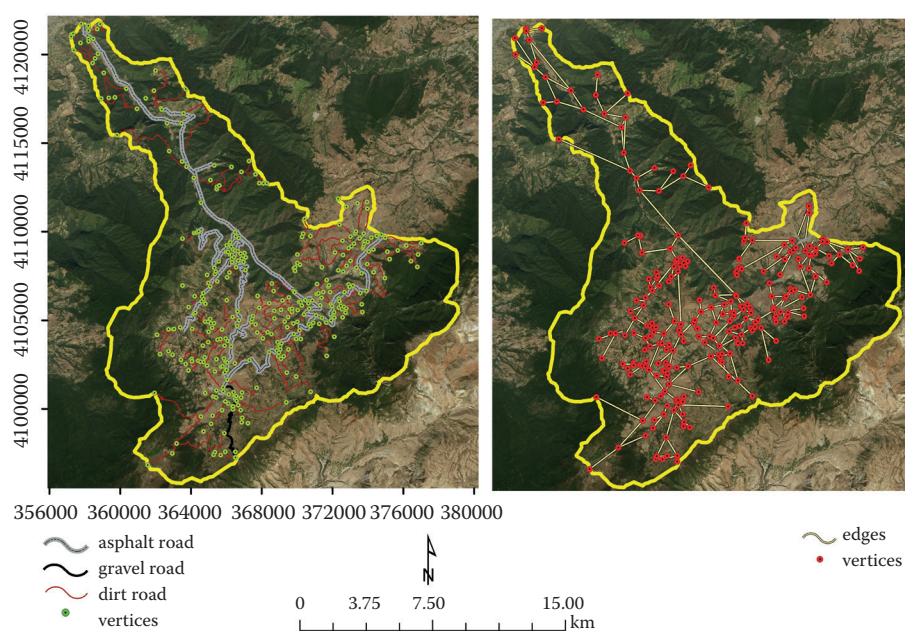 4120000
4115000
4110000
4105000
4100000
356000 360000 364000 368000 372000 376000 380000
asphalt road
gravel road
dirt road
vertices
N
0 3.75 7.50 15.00
km
edges
vertices